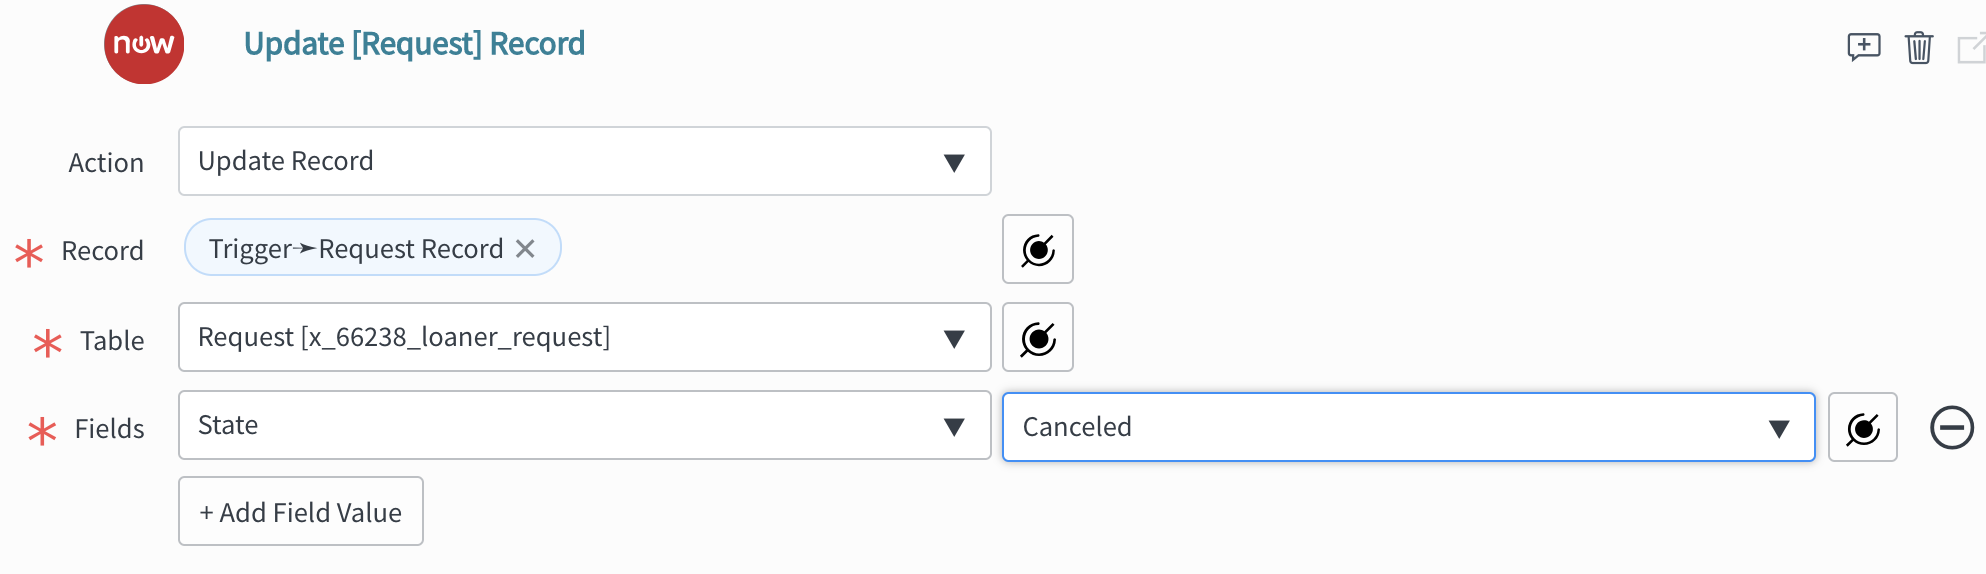 now
Update [Request] Record
Action
Update Record
Record
Trigger➛Request Record ×
Table
Request [x_66238_loaner_request]
Fields
State
Canceled
+ Add Field Value